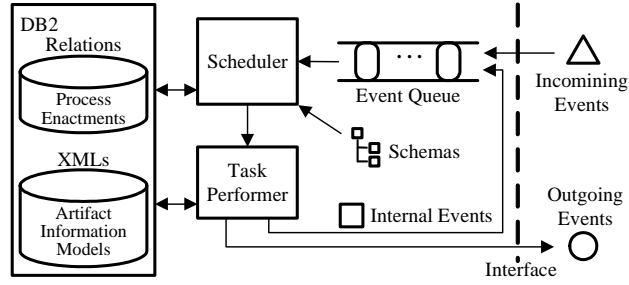 DB2
Relations
Process
Enactments
XMLs
Artifact
Information
Models
Scheduler
Task
Performer
...
Event Queue
Schemas
Internal Events
Incomining
Events
Outgoing
Events
Interface